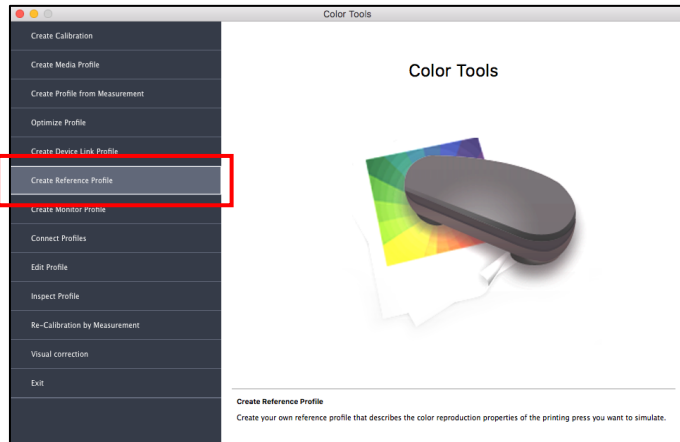 Color Tools
Create Calibration
Create Media Profile
Create Profile from Measurement
Optimize Profile
Create Device Link Profile
Create Reference Profile
Create Monitor Profile
Connect Profiles
Edit Profile
Inspect Profile
Re-Calibration by Measurement
Visual correction
Exit
Color Tools
Create Reference Profile
Create your own reference profile that describes the color reproduction properties of the printing press you want to simulate.